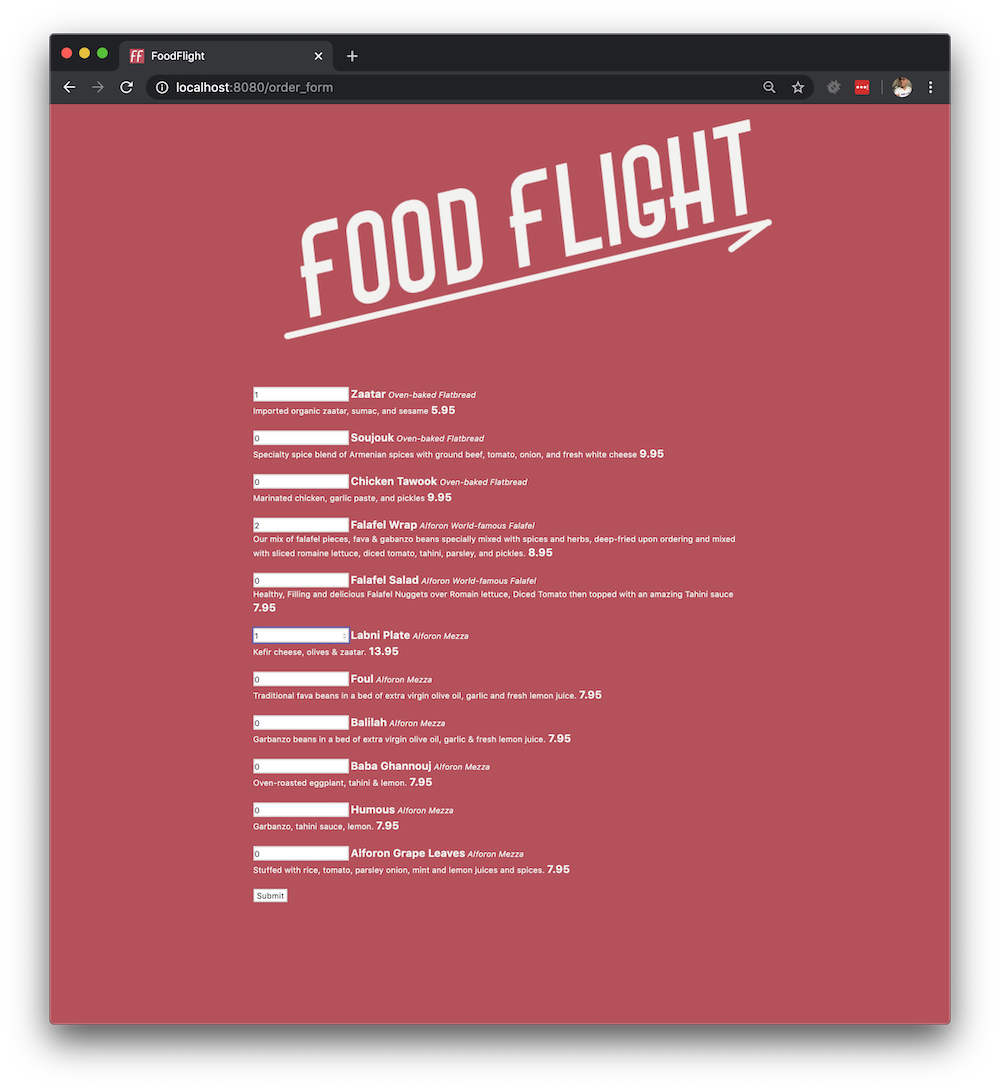 FoodFlight
localhost:8080/order_form
FOOD FLIGHT
1 Zaatar Oven-baked Flatbread
Imported organic zaatar, sumac, and sesame 5.95
0 Soujouk Oven-baked Flatbread
Specialty spice blend of Armenian spices with ground beef, tomato, onion, and fresh white cheese 9.95
0 Chicken Tawook Oven-baked Flatbread
Marinated chicken, garlic paste, and pickles 9.95
2 Falafel Wrap Alforon World-famous Falafel
Our mix of falafel pieces, fava & gabanzo beans specially mixed with spices and herbs, deep-fried upon ordering and mixed
with sliced romaine lettuce, diced tomato, tahini, parsley, and pickles. 8.95
0 Falafel Salad Alforon World-famous Falafel
Healthy, Filling and delicious Falafel Nuggets over Romain lettuce, Diced Tomato then topped with an amazing Tahini sauce
7.95
1 Labni Plate Alforon Mezza
Kefir cheese, olives & zaatar. 13.95
0 Foul Alforon Mezza
Traditional fava beans in a bed of extra virgin olive oil, garlic and fresh lemon juice. 7.95
0 Balilah Alforon Mezza
Garbanzo beans in a bed of extra virgin olive oil, garlic & fresh lemon juice. 7.95
0 Baba Ghannouj Alforon Mezza
Oven-roasted eggplant, tahini & lemon. 7.95
0 Humous Alforon Mezza
Garbanzo, tahini sauce, lemon. 7.95
0 Alforon Grape Leaves Alforon Mezza
Stuffed with rice, tomato, parsley onion, mint and lemon juices and spices. 7.95
Submit